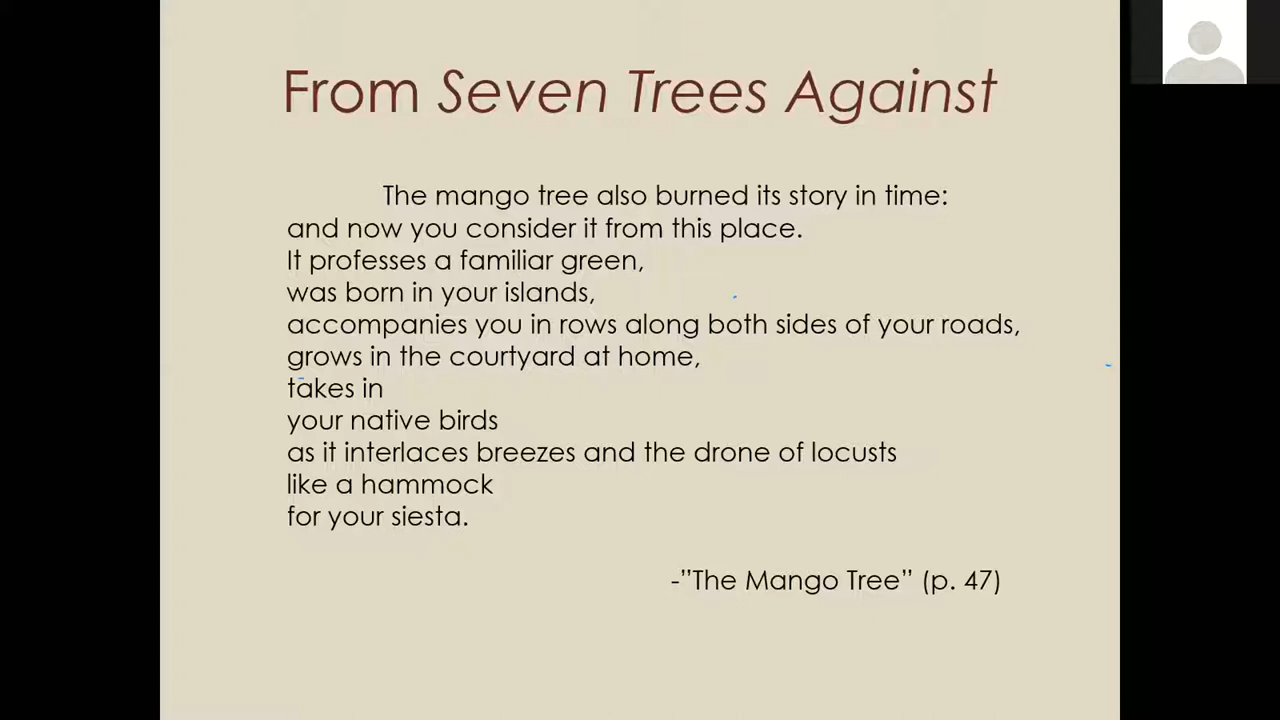 From Seven Trees Against
The mango tree also burned its story in time:
and now you consider it from this place.
It professes a familiar green,
was born in your islands,
accompanies you in rows along both sides of your roads,
grows in the courtyard at home,
takes in
your native birds
as it interlaces breezes and the drone of locusts
like a hammock
for your siesta.
-”The Mango Tree” (p. 47)